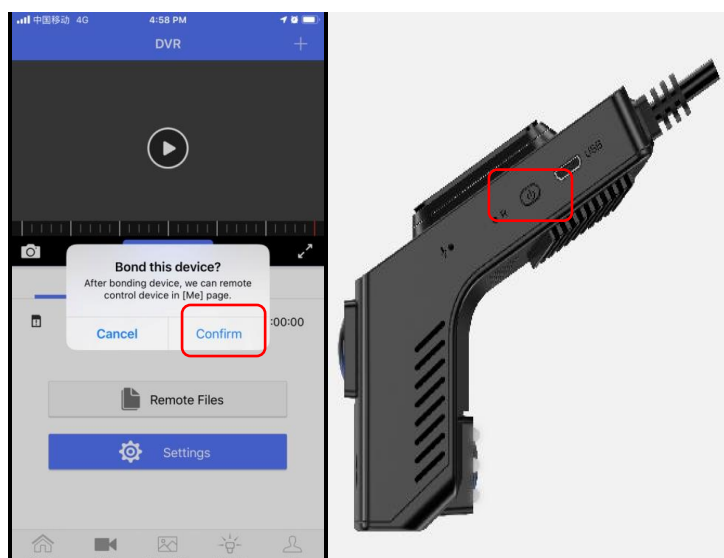 中国移动 4G
4:58 PM
DVR
Bond this device?
After bonding device, we can remote
control device in [Me] page.
Cancel
Confirm
:00:00
Remote Files
Settings
USB
R